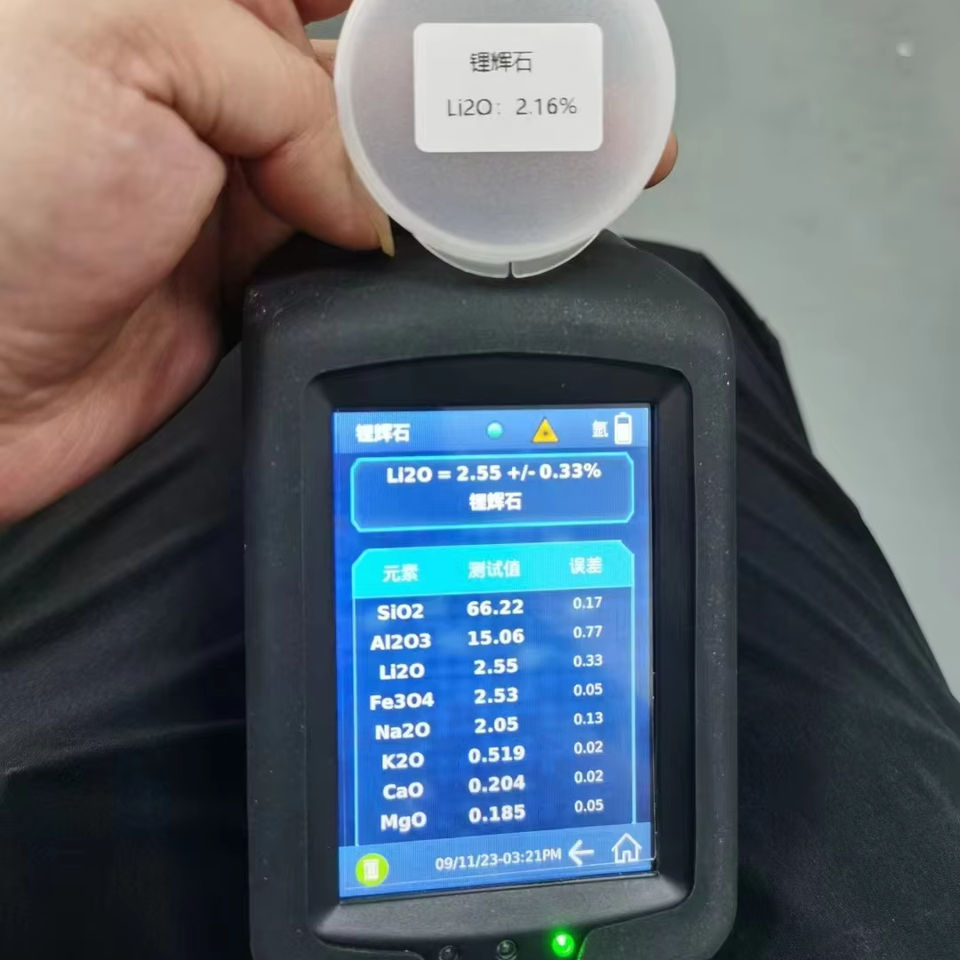 锂辉石
Li2O: 2.16%
锂辉石 氩
Li2O = 2.55 +/- 0.33%
锂辉石
元素 测试值 误差
SiO2 66.22 0.17
Al2O3 15.06 0.77
Li2O 2.55 0.33
Fe3O4 2.53 0.05
Na2O 2.05 0.13
K2O 0.519 0.02
CaO 0.204 0.02
MgO 0.185 0.05
09/11/23-03:21PM